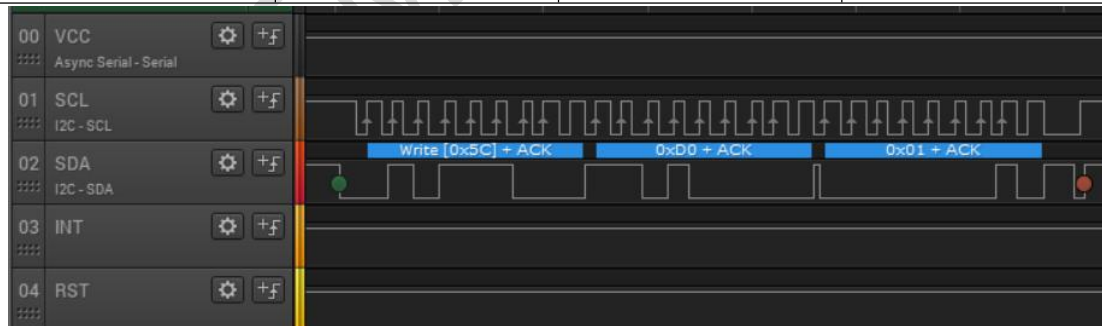 00 VCC
Async Serial - Serial
01 SCL
I2C - SCL
Write [0x5C] + ACK 0xD0 + ACK 0x01 + ACK
02 SDA
I2C - SDA
03 INT
04 RST